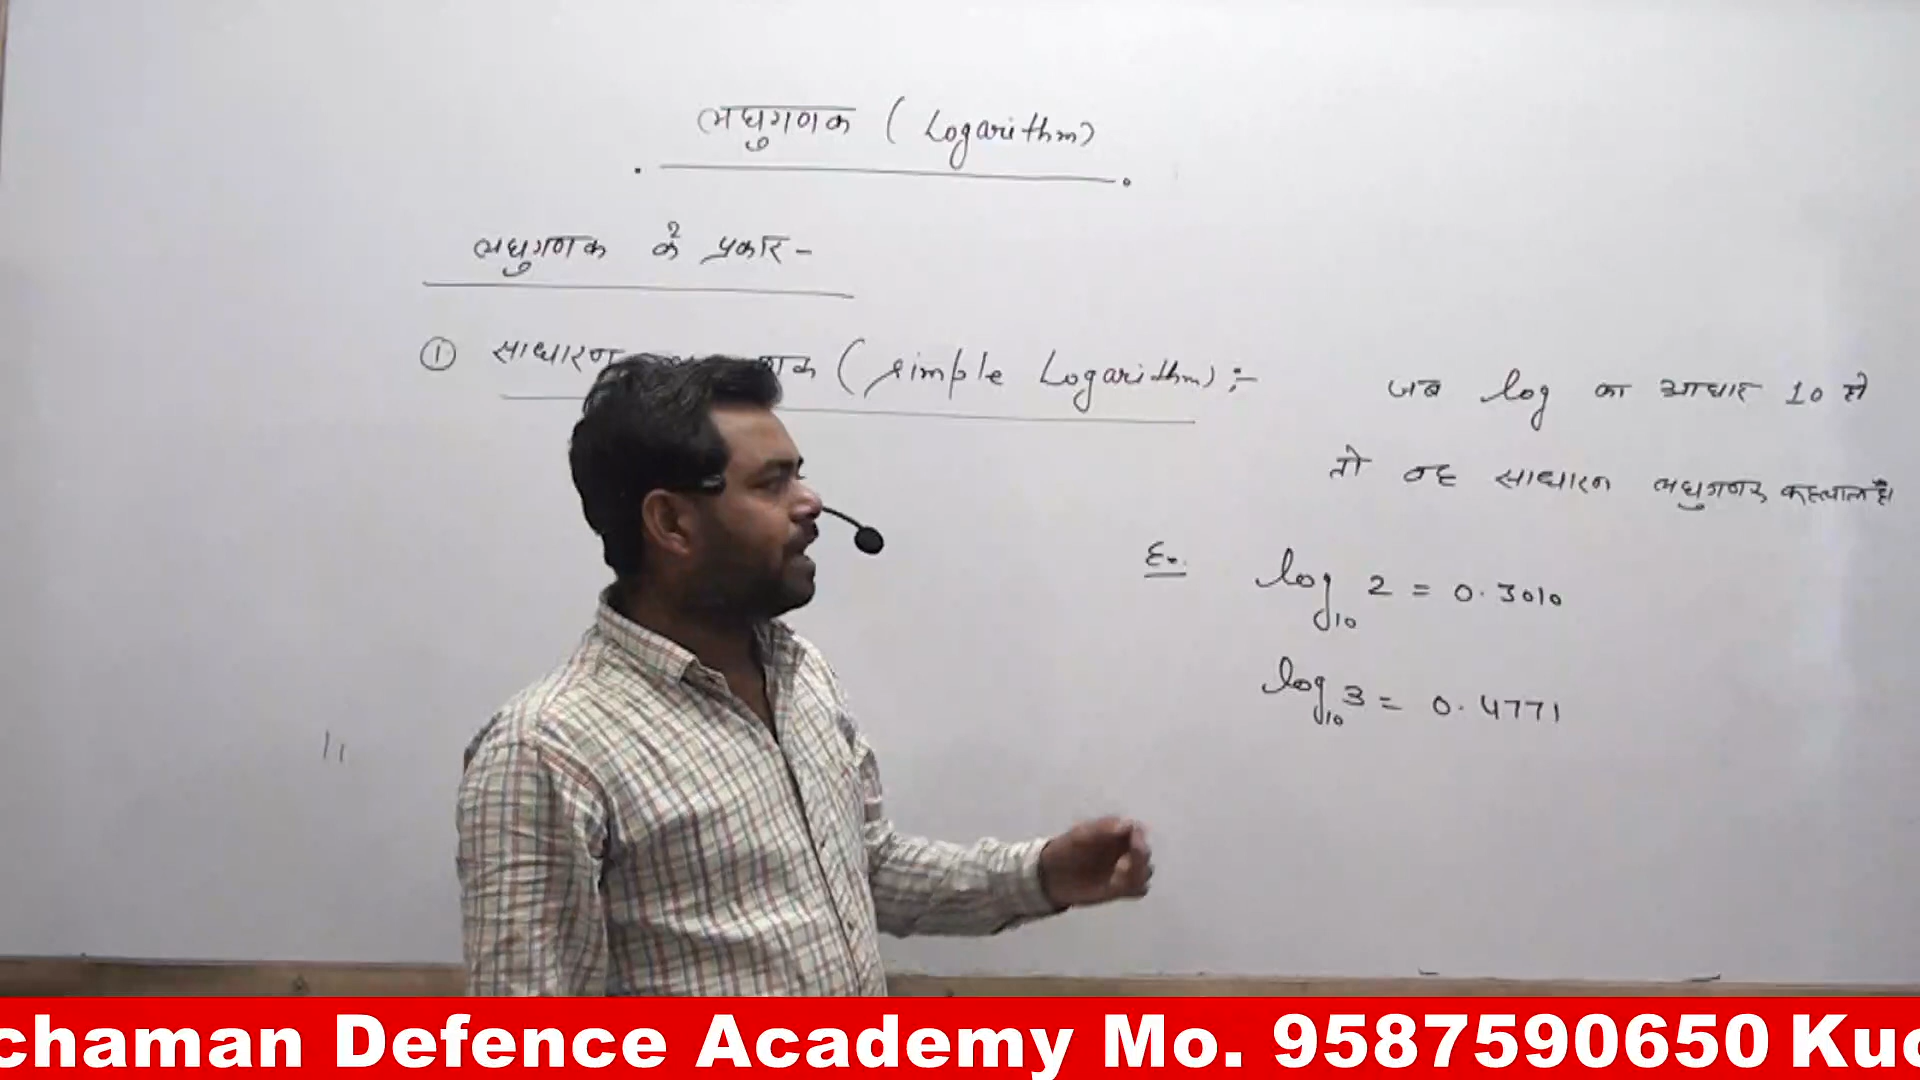 लघुगणक ( Logarithm)
लघुगणक के प्रकार -
① साधारण ( simple Logarithm) :-
जब log का आधार 10 हो
तो वह साधारण लघुगणक कहलाता है।
Ex.
log₁₀ 2 = 0.3010
log₁₀ 3 = 0.4771
chaman Defence Academy Mo. 9587590650 Kuc